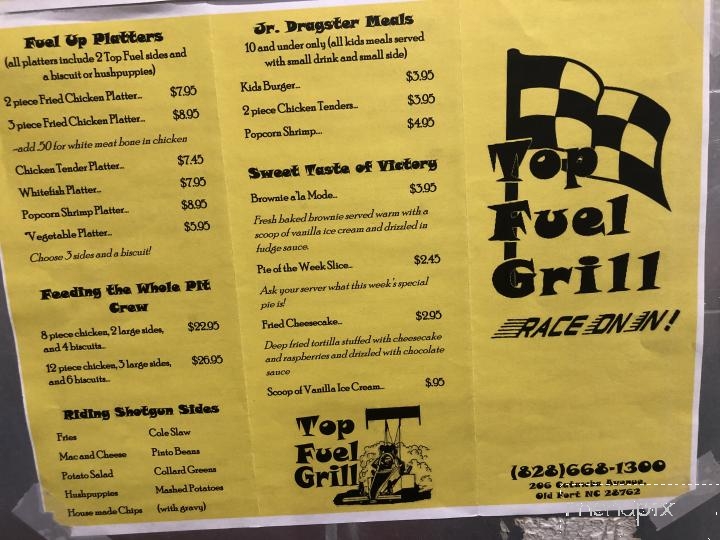 Fuel Up Platters
(all platters include 2 Top Fuel sides and
a biscuit or hushpuppies)
2 piece Fried Chicken Platter... $7.95
3 piece Fried Chicken Platter... $8.95
~add .50 for white meat bone in chicken
Chicken Tender Platter... $7.45
Whitefish Platter... $7.95
Popcorn Shrimp Platter... $8.95
*Vegetable Platter... $5.95
Choose 3 sides and a biscuit!
Feeding the Whole Pit
Crew
8 piece chicken, 2 large sides, $22.95
and 4 biscuits...
12 piece chicken, 3 large sides, $26.95
and 6 biscuits...
Riding Shotgun Sides
Fries Cole Slaw
Mac and Cheese Pinto Beans
Potato Salad Collard Greens
Hushpuppies Mashed Potatoes
House made Chips (with gravy)
Jr. Dragster Meals
10 and under only (all kids meals served
with small drink and small side)
Kids Burger... $3.95
2 piece Chicken Tenders... $3.95
Popcorn Shrimp... $4.95
Sweet Taste of Victory
Brownie a'la Mode... $3.95
Fresh baked brownie served warm with a
scoop of vanilla ice cream and drizzled in
fudge sauce.
Pie of the Week Slice... $2.45
Ask your server what this week's special
pie is!
Fried Cheesecake... $2.95
Deep fried tortilla stuffed with cheesecake
and raspberries and drizzled with chocolate
sauce
Scoop of Vanilla Ice Cream... $.95
Top
Fuel
Grill
Top
Fuel
Grill
RACE ON IN!
(828)668-1300
206 Catawba Avenue,
Old Fort NC 28762
menupix